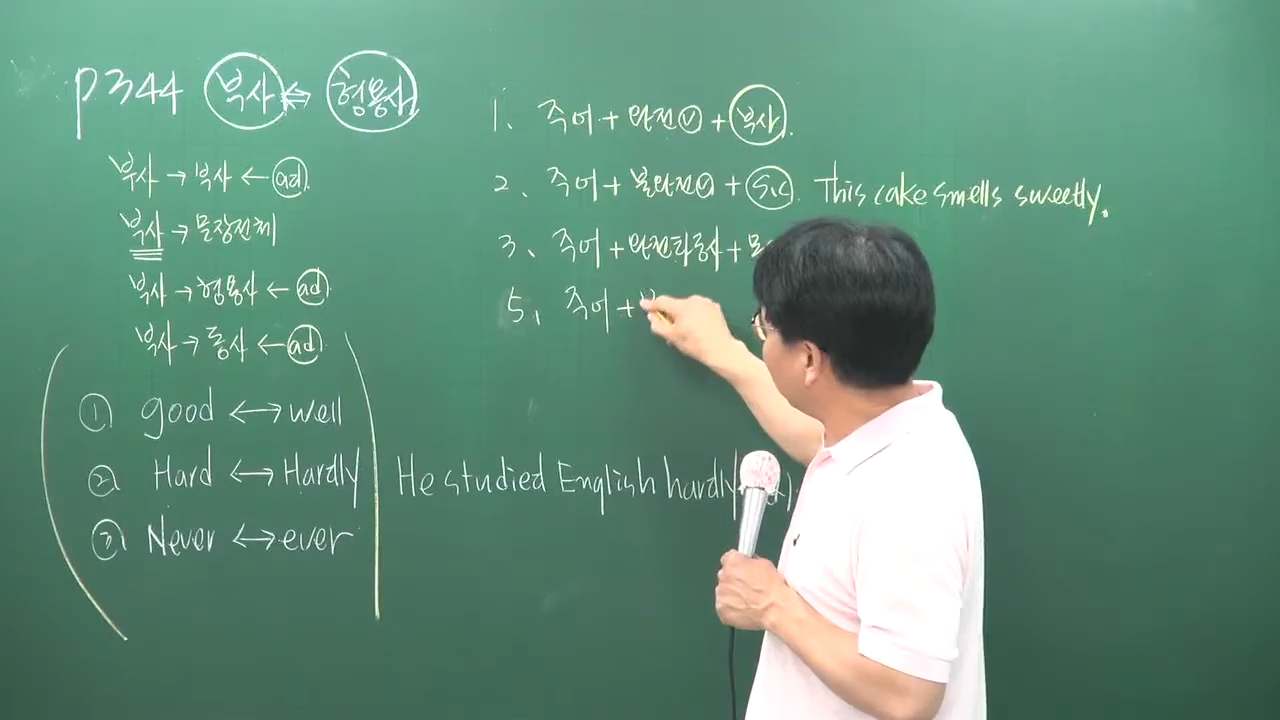 p344 부사 ⇔ 형용사
부사 → 부사 ← ad.
부사 → 문장전체
부사 → 형용사 ← ad
부사 → 동사 ← ad
① good ↔ well
② Hard ↔ Hardly
③ Never ↔ ever
1. 주어 + 완전ⓥ + 부사.
2. 주어 + 불완전ⓥ + S.C. This cake smells sweetly.
3. 주어 + 완전타동사 +
5. 주어 +
He studied English hardly